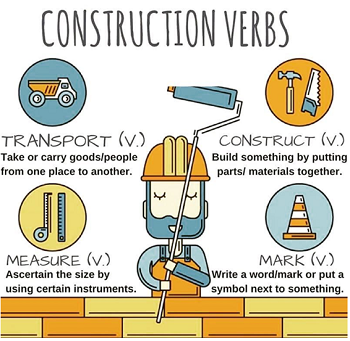 CONSTRUCTION VERBS
TRANSPORT (V.)
Take or carry goods/people
from one place to another.
CONSTRUCT (V.)
Build something by putting
parts/ materials together.
MEASURE (V.)
Ascertain the size by
using certain instruments.
MARK (V.)
Write a word/mark or put a
symbol next to something.